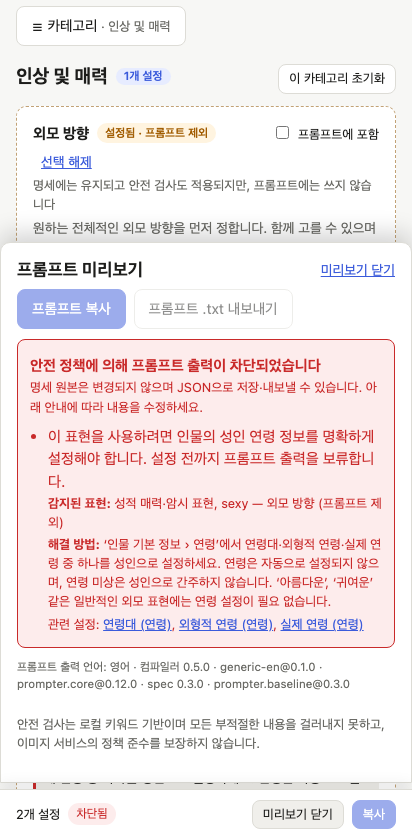 ≡ 카테고리 · 인상 및 매력
인상 및 매력 1개 설정 이 카테고리 초기화
외모 방향 설정됨 · 프롬프트 제외 프롬프트에 포함
선택 해제
명세에는 유지되고 안전 검사도 적용되지만, 프롬프트에는 쓰지 않습
니다
원하는 전체적인 외모 방향을 먼저 정합니다. 함께 고를 수 있으며
프롬프트 미리보기 미리보기 닫기
프롬프트 복사 프롬프트 .txt 내보내기
안전 정책에 의해 프롬프트 출력이 차단되었습니다
명세 원본은 변경되지 않으며 JSON으로 저장·내보낼 수 있습니다. 아
래 안내에 따라 내용을 수정하세요.
• 이 표현을 사용하려면 인물의 성인 연령 정보를 명확하게
설정해야 합니다. 설정 전까지 프롬프트 출력을 보류합니
다.
감지된 표현: 성적 매력·암시 표현, sexy — 외모 방향 (프롬프트 제
외)
해결 방법: ‘인물 기본 정보 › 연령’에서 연령대·외형적 연령·실제 연
령 중 하나를 성인으로 설정하세요. 연령은 자동으로 설정되지 않으
며, 연령 미상은 성인으로 간주하지 않습니다. ‘아름다운’, ‘귀여운’
같은 일반적인 외모 표현에는 연령 설정이 필요 없습니다.
관련 설정: 연령대 (연령), 외형적 연령 (연령), 실제 연령 (연령)
프롬프트 출력 언어: 영어 · 컴파일러 0.5.0 · generic-en@0.1.0 ·
prompter.core@0.12.0 · spec 0.3.0 · prompter.baseline@0.3.0
안전 검사는 로컬 키워드 기반이며 모든 부적절한 내용을 걸러내지 못하고,
이미지 서비스의 정책 준수를 보장하지 않습니다.
2개 설정 차단됨 미리보기 닫기 복사